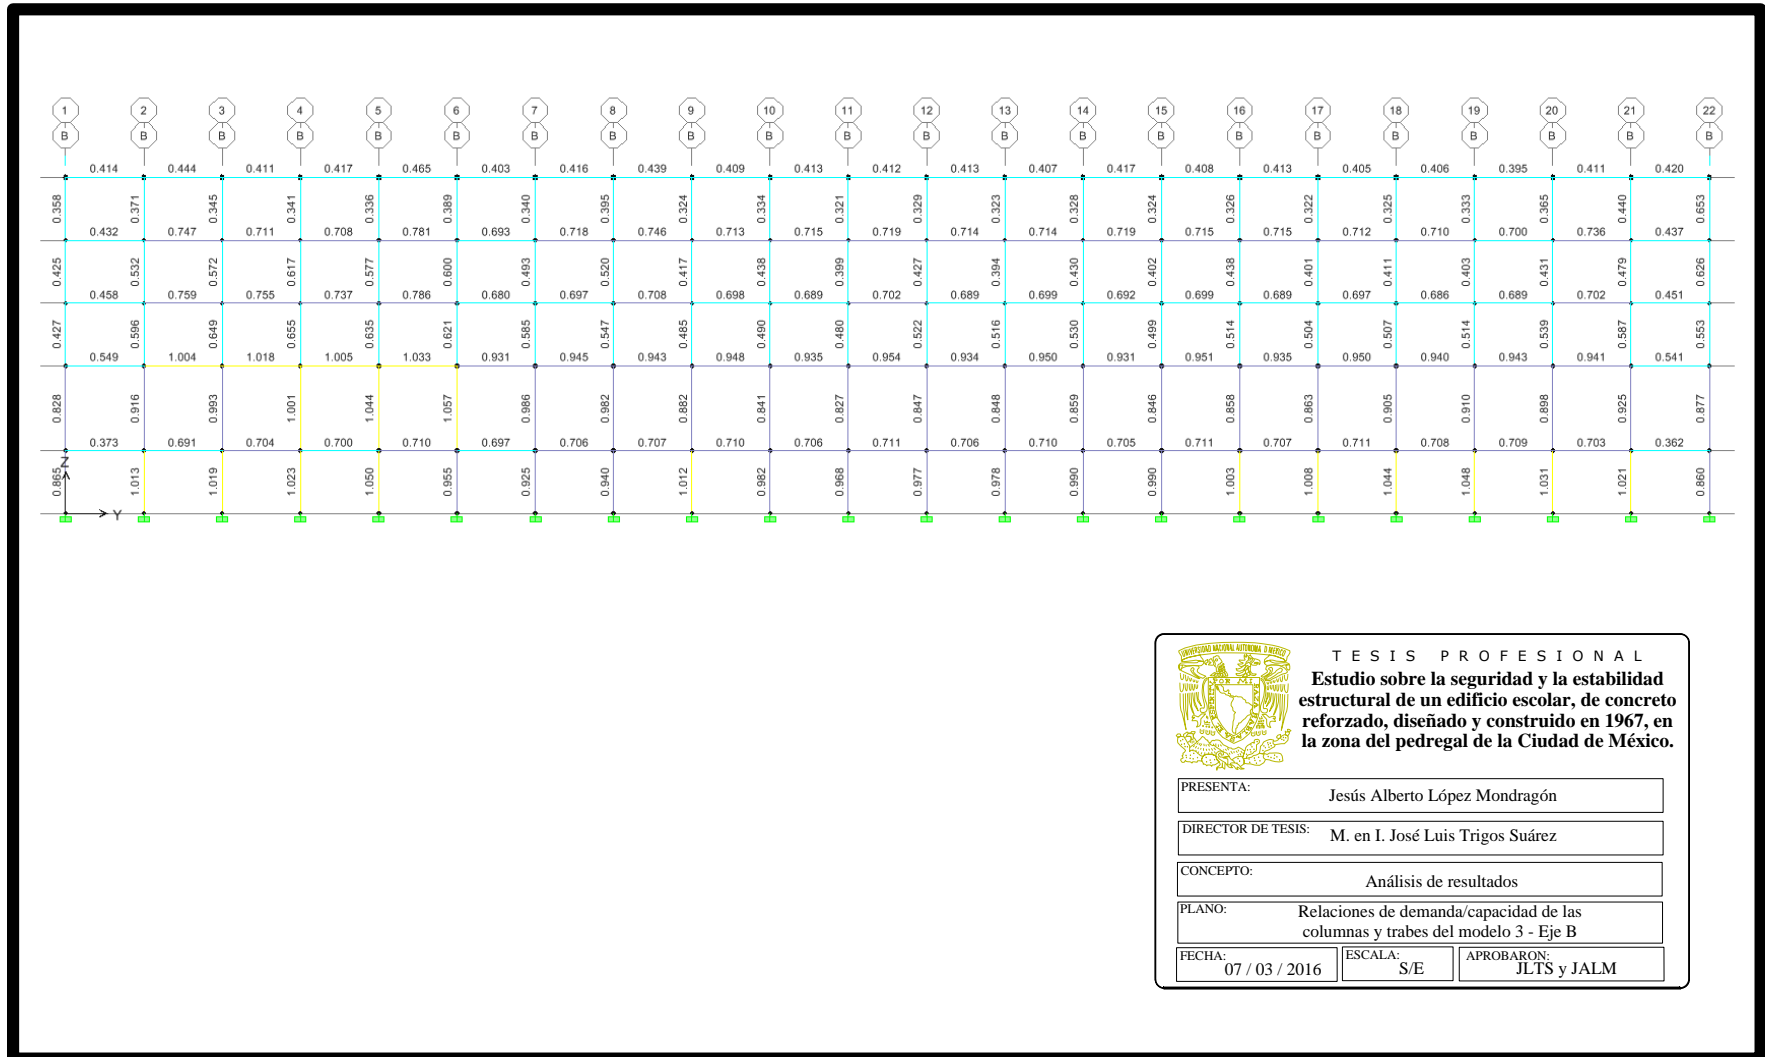 1 2 3 4 5 6 7 8 9 10 11 12 13 14 15 16 17 18 19 20 21 22
B B B B B B B B B B B B B B B B B B B B B B
0.414 0.444 0.411 0.417 0.465 0.403 0.416 0.439 0.409 0.413 0.412 0.413 0.407 0.417 0.408 0.413 0.405 0.406 0.395 0.411 0.420
0.358 0.371 0.345 0.341 0.336 0.389 0.340 0.395 0.324 0.334 0.321 0.329 0.323 0.328 0.324 0.326 0.322 0.325 0.333 0.365 0.440 0.653
0.432 0.747 0.711 0.708 0.781 0.693 0.718 0.746 0.713 0.715 0.719 0.714 0.714 0.719 0.715 0.715 0.712 0.710 0.700 0.736 0.437
0.425 0.532 0.572 0.617 0.577 0.600 0.493 0.520 0.417 0.438 0.399 0.427 0.394 0.430 0.402 0.438 0.401 0.411 0.403 0.431 0.479 0.626
0.458 0.759 0.755 0.737 0.786 0.680 0.697 0.708 0.698 0.689 0.702 0.689 0.699 0.692 0.699 0.689 0.697 0.686 0.689 0.702 0.451
0.427 0.596 0.649 0.655 0.635 0.621 0.585 0.547 0.485 0.490 0.480 0.522 0.516 0.530 0.499 0.514 0.504 0.507 0.514 0.539 0.587 0.553
0.549 1.004 1.018 1.005 1.033 0.931 0.945 0.943 0.948 0.935 0.954 0.934 0.950 0.931 0.951 0.935 0.950 0.940 0.943 0.941 0.541
0.828 0.916 0.993 1.001 1.044 1.057 0.986 0.982 0.882 0.841 0.827 0.847 0.848 0.859 0.846 0.858 0.863 0.905 0.910 0.898 0.925 0.877
0.373 0.691 0.704 0.700 0.710 0.697 0.706 0.707 0.710 0.706 0.711 0.706 0.710 0.705 0.711 0.707 0.711 0.708 0.709 0.703 0.362
Z
0.865 1.013 1.019 1.023 1.050 0.955 0.925 0.940 1.012 0.982 0.968 0.977 0.978 0.990 0.990 1.003 1.008 1.044 1.048 1.031 1.021 0.860
Y
UNIVERSIDAD NACIONAL AUTONOMA D MEXICO
TESIS PROFESIONAL
Estudio sobre la seguridad y la estabilidad
estructural de un edificio escolar, de concreto
reforzado, diseñado y construido en 1967, en
la zona del pedregal de la Ciudad de México.
PRESENTA: Jesús Alberto López Mondragón
DIRECTOR DE TESIS: M. en I. José Luis Trigos Suárez
CONCEPTO: Análisis de resultados
PLANO: Relaciones de demanda/capacidad de las
columnas y trabes del modelo 3 - Eje B
FECHA: 07 / 03 / 2016 ESCALA: S/E APROBARON: JLTS y JALM